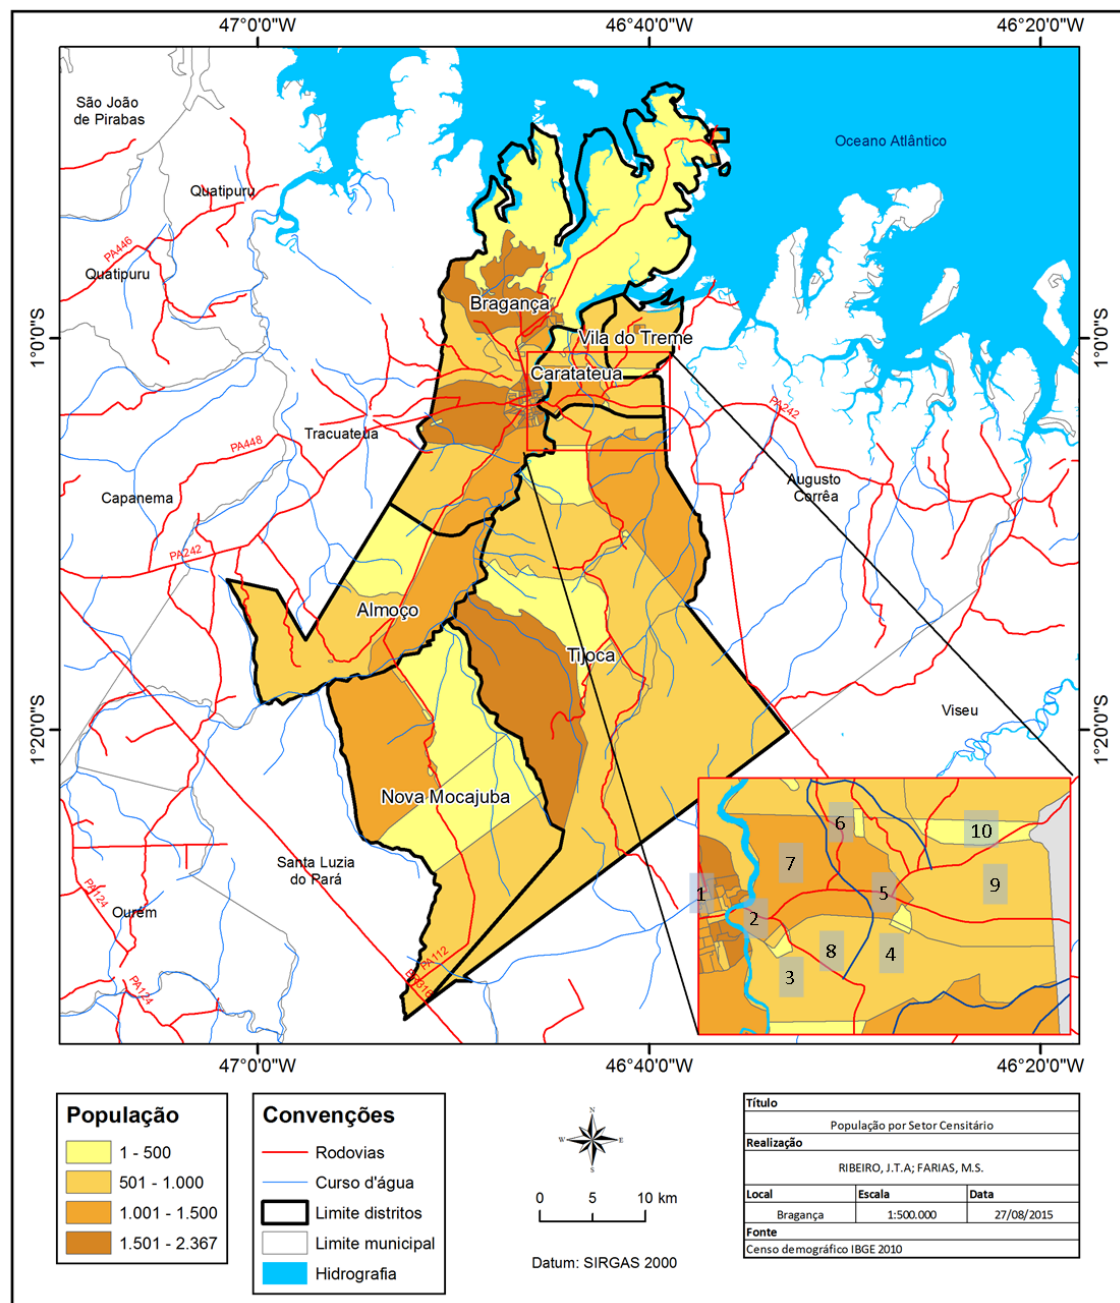 47°0'0"W
46°40'0"W
46°20'0"W
São João
de Pirabas
Oceano Atlântico
Quatipuru
PA446
Quatipuru
Bragança
1°0'0"S
1°0'0"S
Vila do Treme
Caratateua
PA242
Tracuateua
PA448
Capanema
Augusto
Corrêa
PA242
Almoço
Tijoca
Viseu
1°20'0"S
1°20'0"S
Nova Mocajuba
Santa Luzia
do Pará
PA124
Ourém
PA112
BR316
PA124
6
10
7
9
1
5
2
8
4
3
47°0'0"W
46°40'0"W
46°20'0"W
População
1 - 500
501 - 1.000
1.001 - 1.500
1.501 - 2.367
Convenções
Rodovias
Curso d'água
Limite distritos
Limite municipal
Hidrografia
N
W
E
S
0 5 10 km
Datum: SIRGAS 2000
Título
População por Setor Censitário
Realização
RIBEIRO, J.T.A; FARIAS, M.S.
Local Escala Data
Bragança 1:500.000 27/08/2015
Fonte
Censo demográfico IBGE 2010